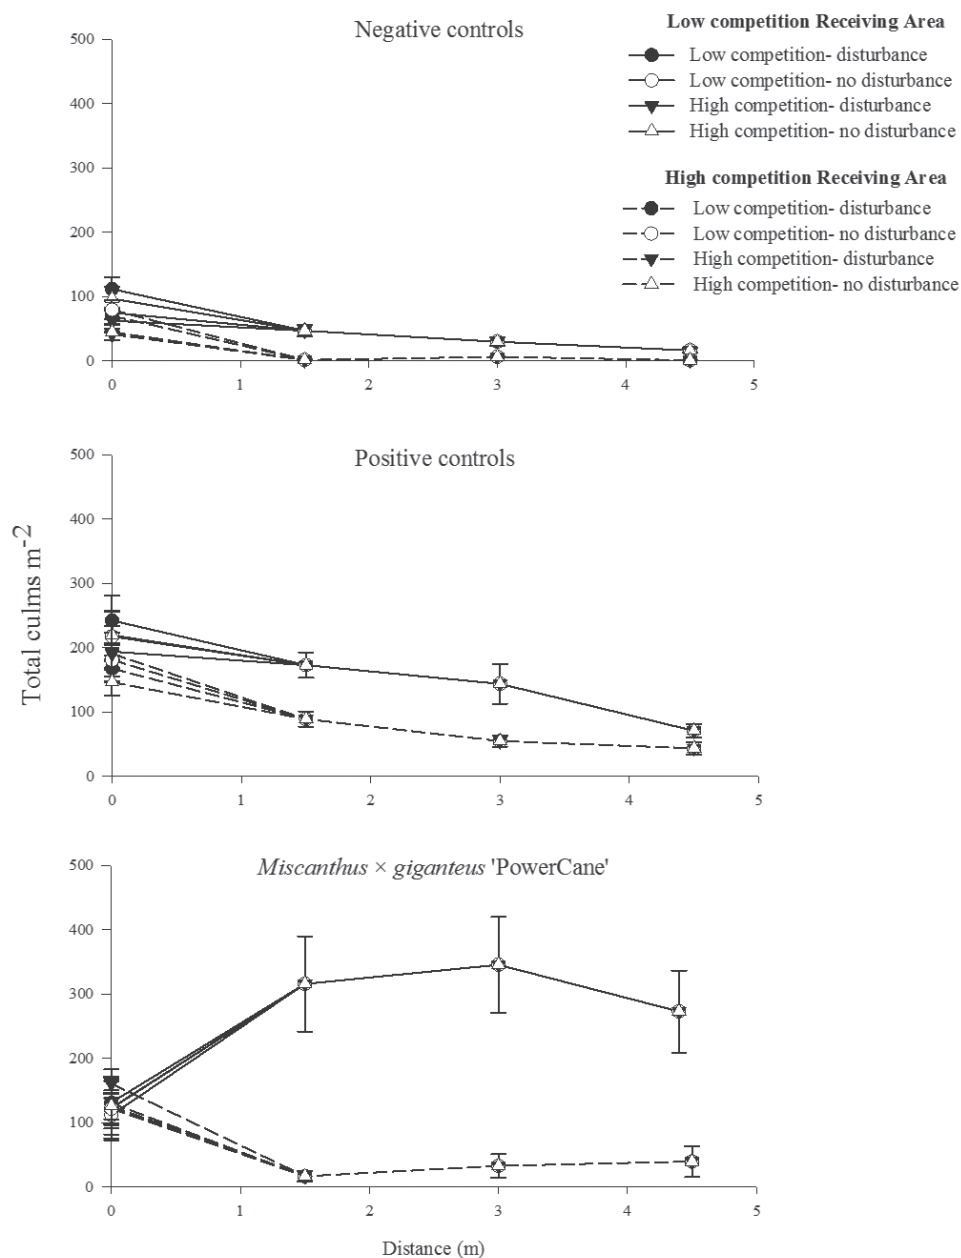 Negative controls
Low competition Receiving Area
Low competition- disturbance
Low competition- no disturbance
High competition- disturbance
High competition- no disturbance
High competition Receiving Area
Low competition- disturbance
Low competition- no disturbance
High competition- disturbance
High competition- no disturbance
500
400
300
200
100
0
0 1 2 3 4 5
Positive controls
500
400
300
200
100
0
0 1 2 3 4 5
Total culms m-2
Miscanthus × giganteus 'PowerCane'
500
400
300
200
100
0
0 1 2 3 4 5
Distance (m)